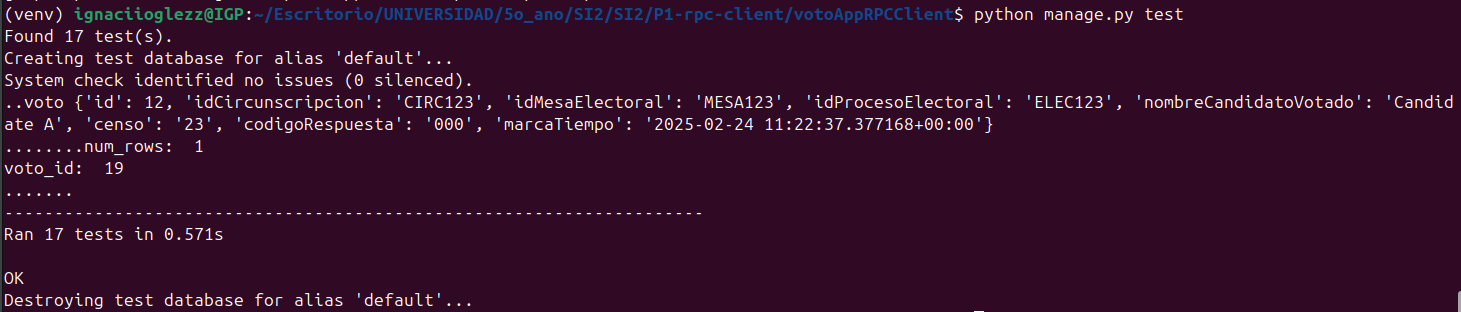 (venv) ignaciioglezz@IGP:~/Escritorio/UNIVERSIDAD/5o_ano/SI2/SI2/P1-rpc-client/votoAppRPCClient$ python manage.py test
Found 17 test(s).
Creating test database for alias 'default'...
System check identified no issues (0 silenced).
..voto {'id': 12, 'idCircunscripcion': 'CIRC123', 'idMesaElectoral': 'MESA123', 'idProcesoElectoral': 'ELEC123', 'nombreCandidatoVotado': 'Candid
ate A', 'censo': '23', 'codigoRespuesta': '000', 'marcaTiempo': '2025-02-24 11:22:37.377168+00:00'}
........num_rows:  1
voto_id:  19
.......
----------------------------------------------------------------------
Ran 17 tests in 0.571s
OK
Destroying test database for alias 'default'...